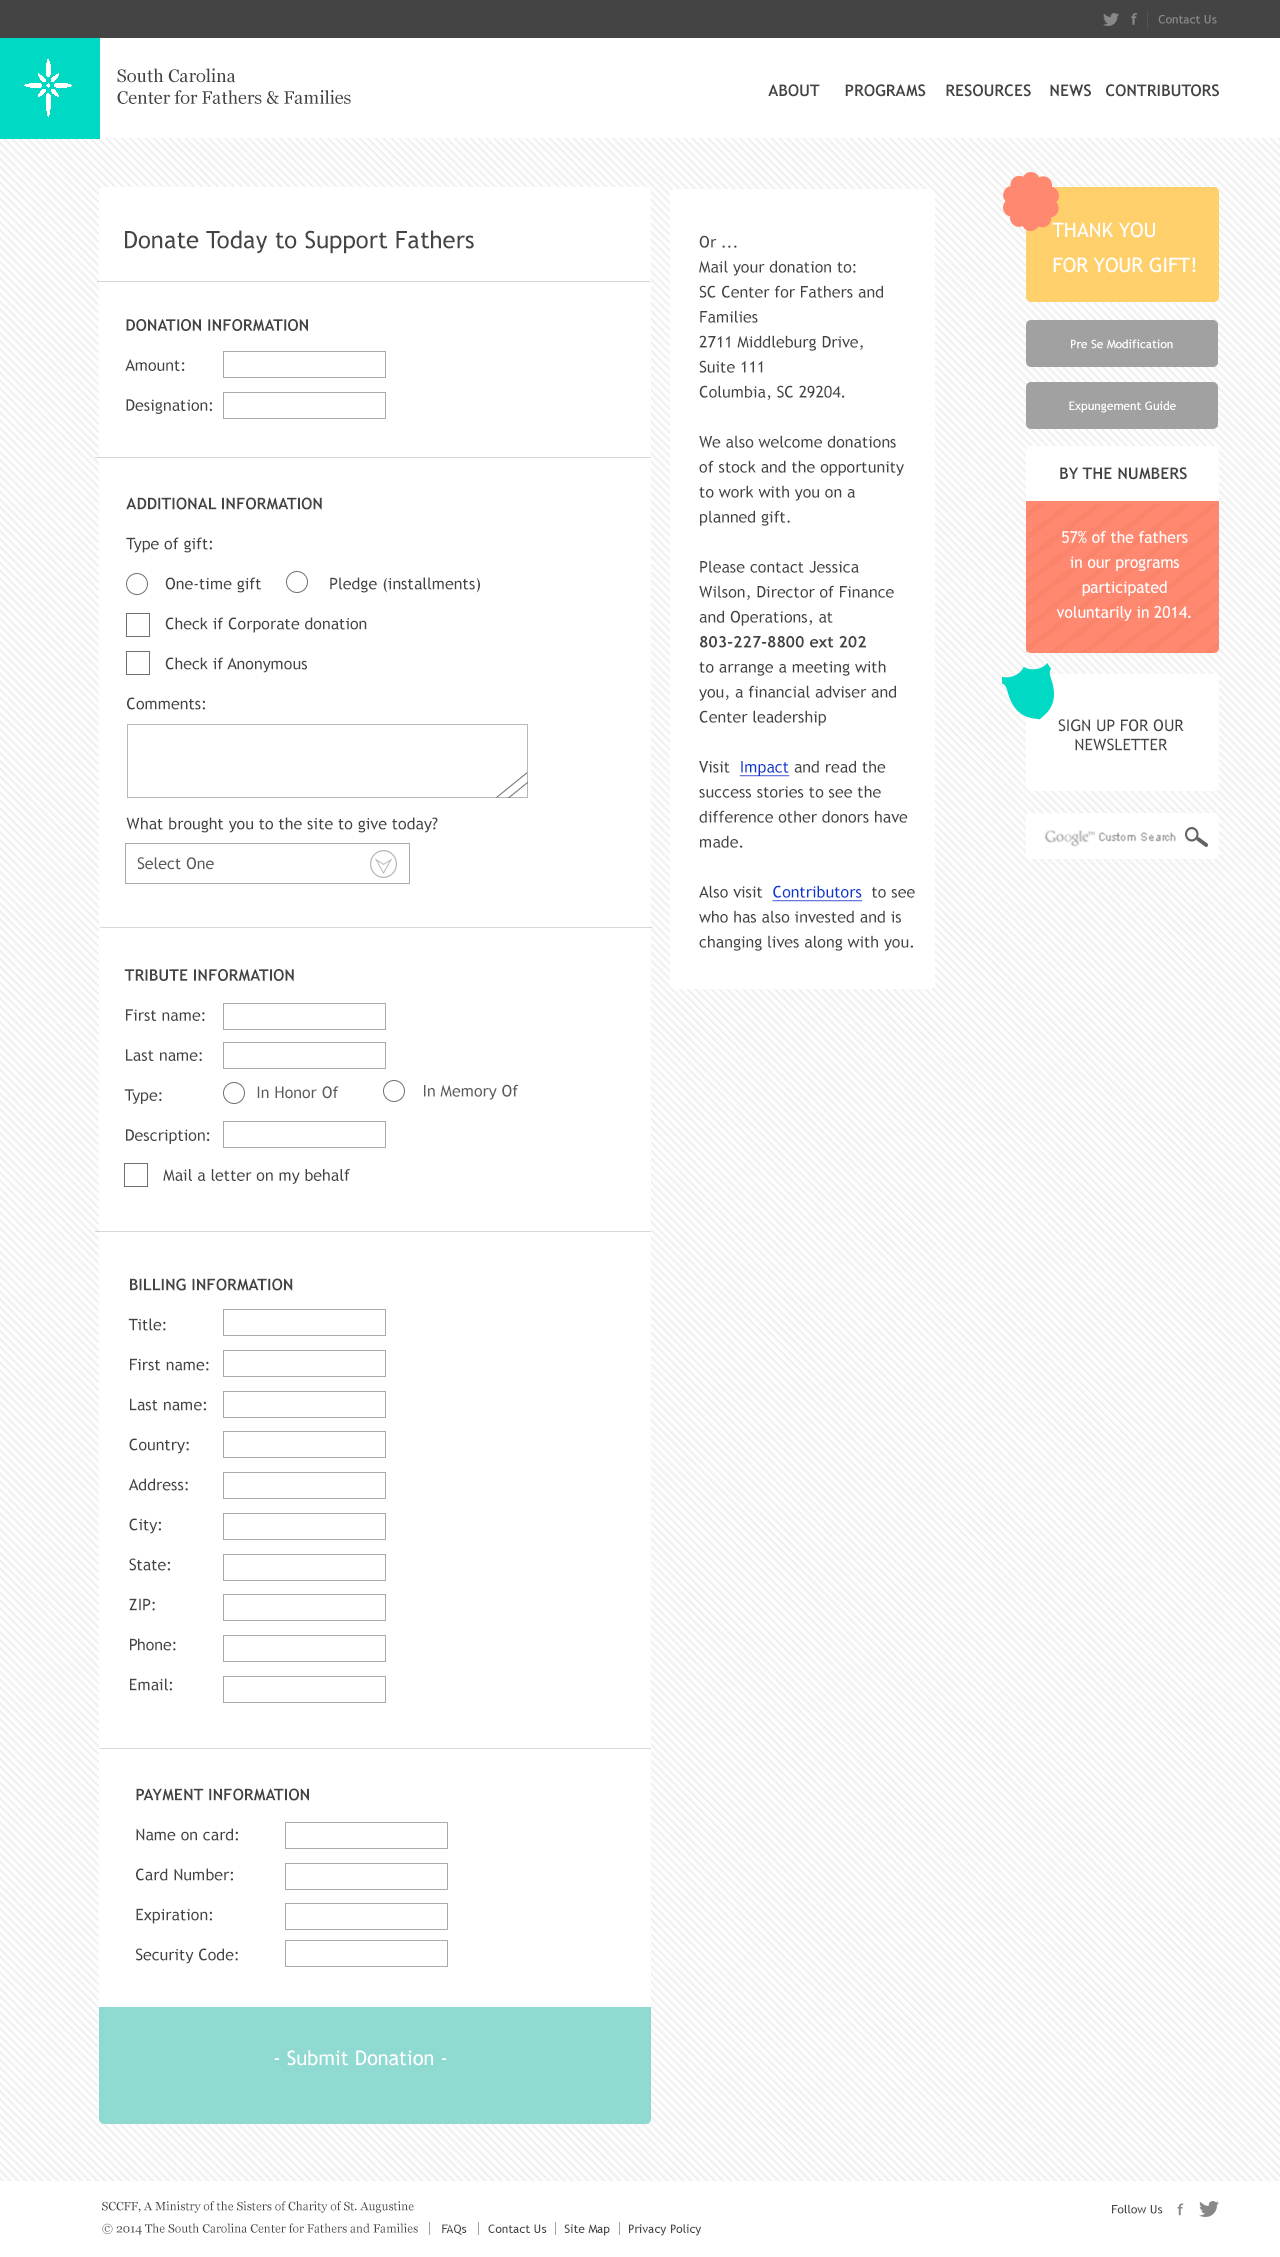 Contact Us
South Carolina
Center for Fathers & Families
ABOUT PROGRAMS RESOURCES NEWS CONTRIBUTORS
Donate Today to Support Fathers
DONATION INFORMATION
Amount:
Designation:
ADDITIONAL INFORMATION
Type of gift:
One-time gift Pledge (installments)
Check if Corporate donation
Check if Anonymous
Comments:
What brought you to the site to give today?
Select One
TRIBUTE INFORMATION
First name:
Last name:
Type: In Honor Of In Memory Of
Description:
Mail a letter on my behalf
BILLING INFORMATION
Title:
First name:
Last name:
Country:
Address:
City:
State:
ZIP:
Phone:
Email:
PAYMENT INFORMATION
Name on card:
Card Number:
Expiration:
Security Code:
- Submit Donation -
Or ...
Mail your donation to:
SC Center for Fathers and
Families
2711 Middleburg Drive,
Suite 111
Columbia, SC 29204.
We also welcome donations
of stock and the opportunity
to work with you on a
planned gift.
Please contact Jessica
Wilson, Director of Finance
and Operations, at
803-227-8800 ext 202
to arrange a meeting with
you, a financial adviser and
Center leadership
Visit Impact and read the
success stories to see the
difference other donors have
made.
Also visit Contributors to see
who has also invested and is
changing lives along with you.
THANK YOU
FOR YOUR GIFT!
Pre Se Modification
Expungement Guide
BY THE NUMBERS
57% of the fathers
in our programs
participated
voluntarily in 2014.
SIGN UP FOR OUR
NEWSLETTER
Google™ Custom Search
SCCFF, A Ministry of the Sisters of Charity of St. Augustine
© 2014 The South Carolina Center for Fathers and Families | FAQs | Contact Us | Site Map | Privacy Policy
Follow Us